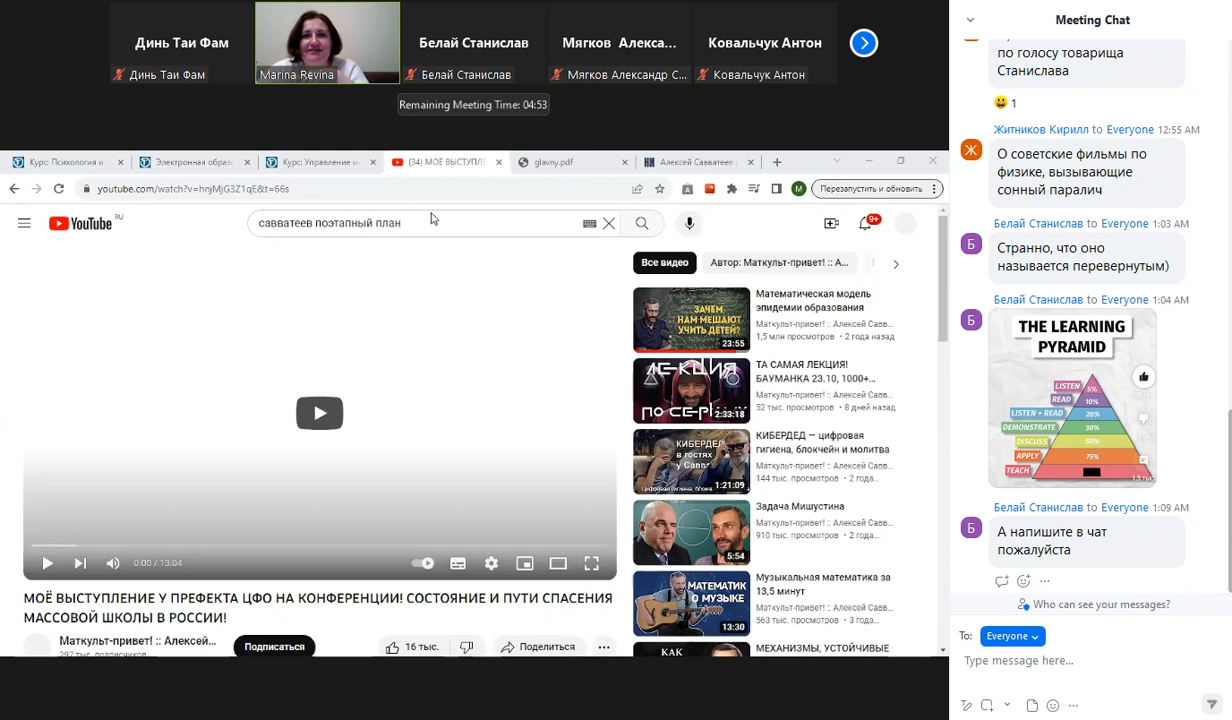 Динь Таи Фам
Белай Станислав
Мягков Алекса...
Ковальчук Антон
Динь Таи Фам
Marina Revina
Белай Станислав
Мягков Александр С...
Ковальчук Антон
Remaining Meeting Time: 04:53
Курс: Психология и
Электронная образо
Курс: Управление ин
(34) МОЁ ВЫСТУПЛЕ
glavny.pdf
Алексей Савватеев р
youtube.com/watch?v=hnjMjG3Z1qE&t=66s
M
Перезапустить и обновить
YouTube
RU
савватеев поэтапный план
9+
Все видео
Автор: Маткульт-привет! :: А...
ЗАЧЕМ
НАМ МЕШАЮТ
УЧИТЬ ДЕТЕЙ?
23:55
Математическая модель
эпидемии образования
Маткульт-привет! :: Алексей Савв...
1,5 млн просмотров • 2 года назад
ЛЕКЦИЯ
2:33:18
ТА САМАЯ ЛЕКЦИЯ!
БАУМАНКА 23.10, 1000+...
Маткульт-привет! :: Алексей Савв...
52 тыс. просмотров • 8 дней назад
КИБЕРДЕД
в гостях
у Савва
1:21:09
КИБЕРДЕД — цифровая
гигиена, блокчейн и молитва
Маткульт-привет! :: Алексей Савв...
144 тыс. просмотров • 2 года...
5:54
Задача Мишустина
Маткульт-привет! :: Алексей Савв...
910 тыс. просмотров • 2 года...
МАТЕМАТИК
О МУЗЫКЕ
13:30
Музыкальная математика за
13,5 минут
Маткульт-привет! :: Алексей Савв...
563 тыс. просмотров • 3 года...
КАК
МЕХАНИЗМЫ, УСТОЙЧИВЫЕ
0:00 / 13:04
МОЁ ВЫСТУПЛЕНИЕ У ПРЕФЕКТА ЦФО НА КОНФЕРЕНЦИИ! СОСТОЯНИЕ И ПУТИ СПАСЕНИЯ
МАССОВОЙ ШКОЛЫ В РОССИИ!
Маткульт-привет! :: Алексей...
297 тыс. подписчиков
Подписаться
16 тыс.
Поделиться
Meeting Chat
по голосу товарища
Станислава
1
Житников Кирилл to Everyone 12:55 AM
Ж
О советские фильмы по
физике, вызывающие
сонный паралич
Белай Станислав to Everyone 1:03 AM
Б
Странно, что оно
называется перевернутым)
Белай Станислав to Everyone 1:04 AM
Б
THE LEARNING
PYRAMID
LISTEN 5%
READ 10%
LISTEN + READ 20%
DEMONSTRATE 30%
DISCUSS 50%
APPLY 75%
TEACH
1,3 тыс.
Белай Станислав to Everyone 1:09 AM
Б
А напишите в чат
пожалуйста
Who can see your messages?
To: Everyone
Type message here...